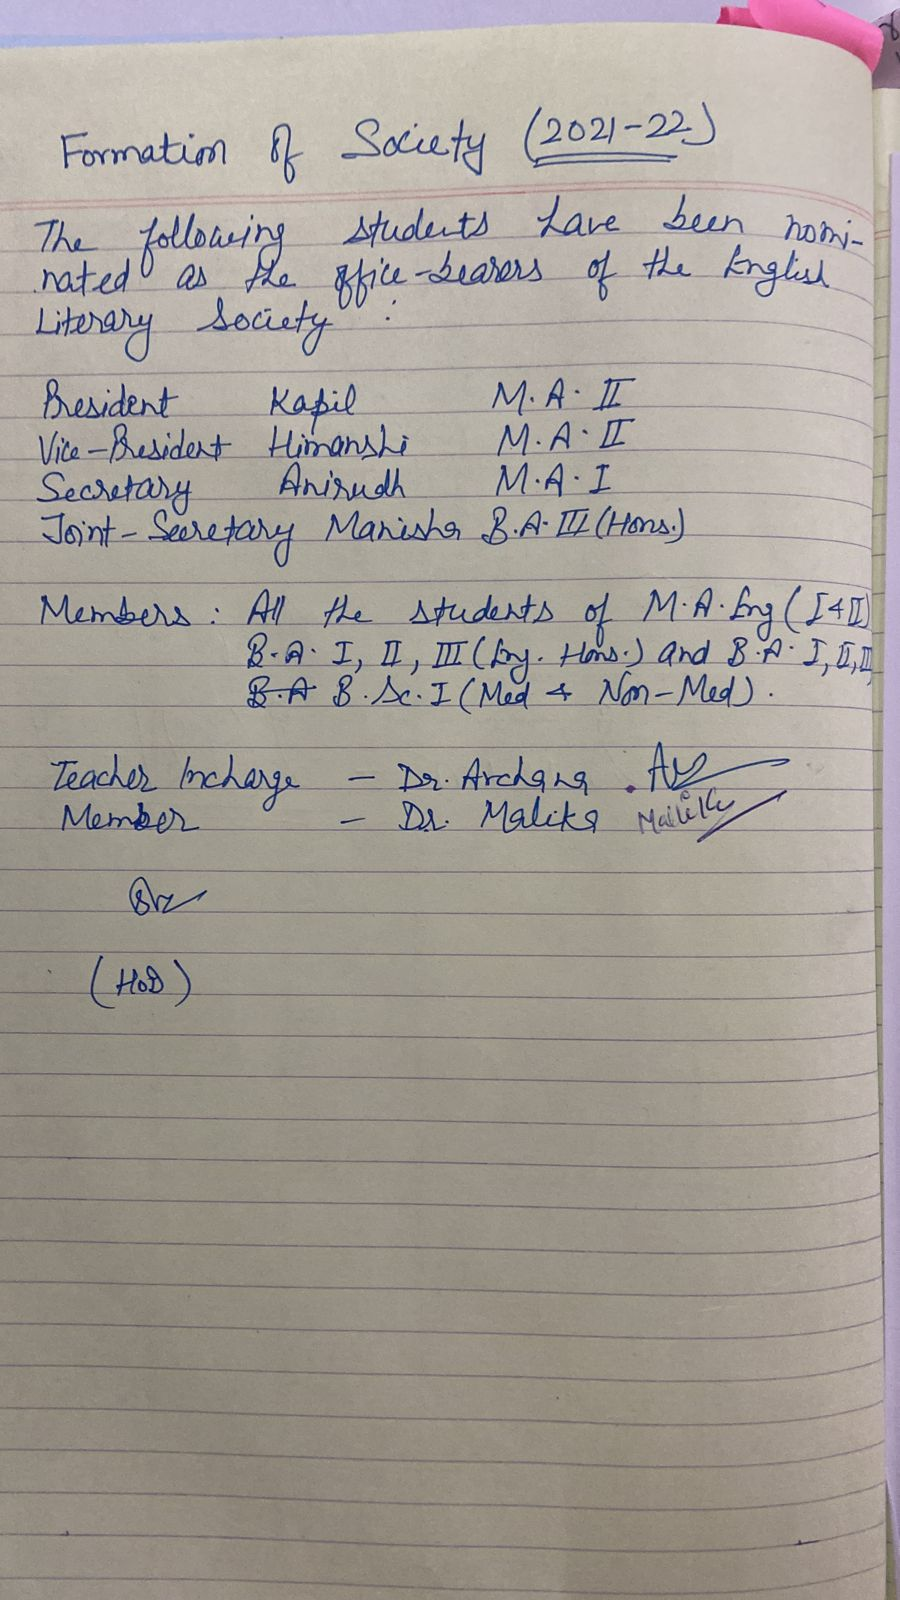 Formation of Society (2021-22)
The following students have been nomi-
nated as the office-bearers of the English
Literary Society :
President Kapil M.A. II
Vice-President Himanshi M.A. II
Secretary Anirudh M.A. I
Joint-Secretary Manisha B.A. III (Hons.)
Members : All the students of M.A. Eng (I & II)
B.A. I, II, III (Eng. Hons.) and B.A. I, II, II
B.A B.Sc. I (Med & Non-Med).
Teacher Incharge - Dr. Archana
Member - Dr. Malika Malika
(HOD)